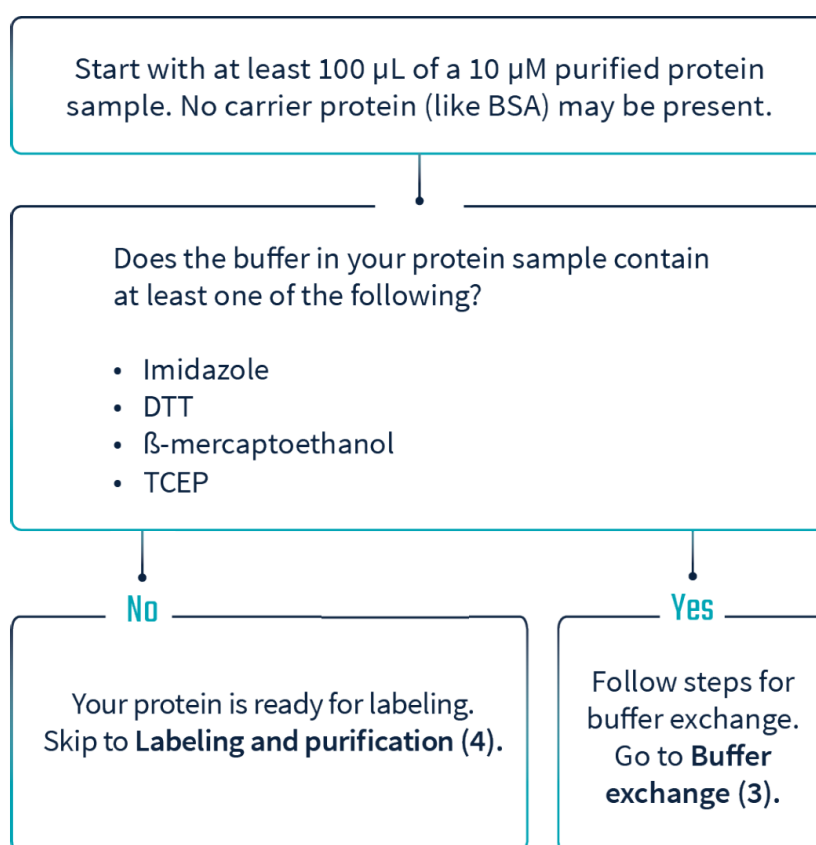 Start with at least 100 µL of a 10 µM purified protein
sample. No carrier protein (like BSA) may be present.
Does the buffer in your protein sample contain
at least one of the following?
• Imidazole
• DTT
• ß-mercaptoethanol
• TCEP
No
Your protein is ready for labeling.
Skip to Labeling and purification (4).
Yes
Follow steps for
buffer exchange.
Go to Buffer
exchange (3).